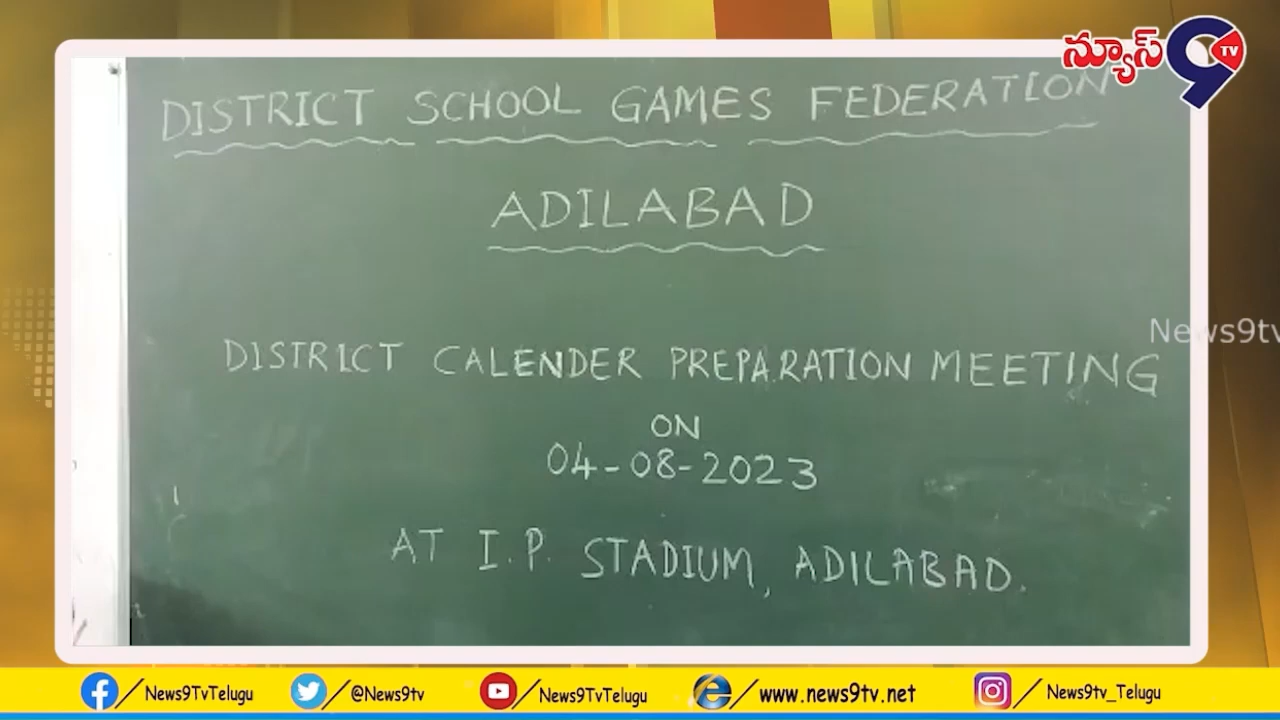 న్యూస్ 9 TV
DISTRICT SCHOOL GAMES FEDERATION
ADILABAD
News9tv
DISTRICT CALENDER PREPARATION MEETING
ON
04-08-2023
AT I.P. STADIUM, ADILABAD.
/News9TvTelugu
/@News9tv
/News9TvTelugu
/www.news9tv.net
/News9tv_Telugu